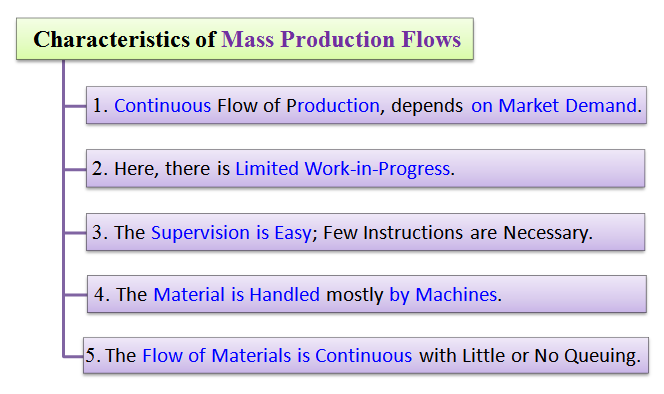 Characteristics of Mass Production Flows
1. Continuous Flow of Production, depends on Market Demand.
2. Here, there is Limited Work-in-Progress.
3. The Supervision is Easy; Few Instructions are Necessary.
4. The Material is Handled mostly by Machines.
5. The Flow of Materials is Continuous with Little or No Queuing.